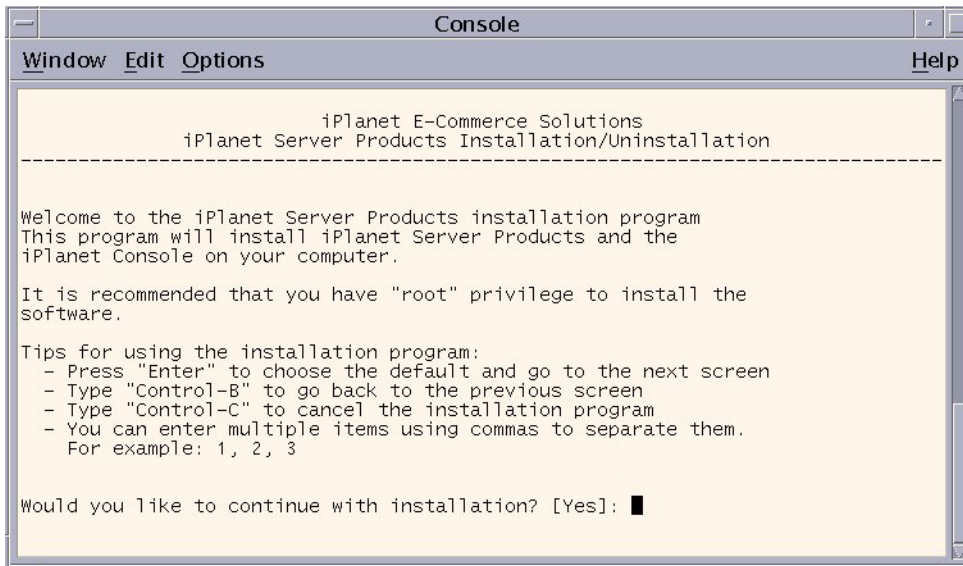 Console
Window Edit Options Help
iPlanet E-Commerce Solutions
iPlanet Server Products Installation/Uninstallation
--------------------------------------------------------------------------------
Welcome to the iPlanet Server Products installation program
This program will install iPlanet Server Products and the
iPlanet Console on your computer.
It is recommended that you have "root" privilege to install the
software.
Tips for using the installation program:
- Press "Enter" to choose the default and go to the next screen
- Type "Control-B" to go back to the previous screen
- Type "Control-C" to cancel the installation program
- You can enter multiple items using commas to separate them.
For example: 1, 2, 3
Would you like to continue with installation? [Yes]: